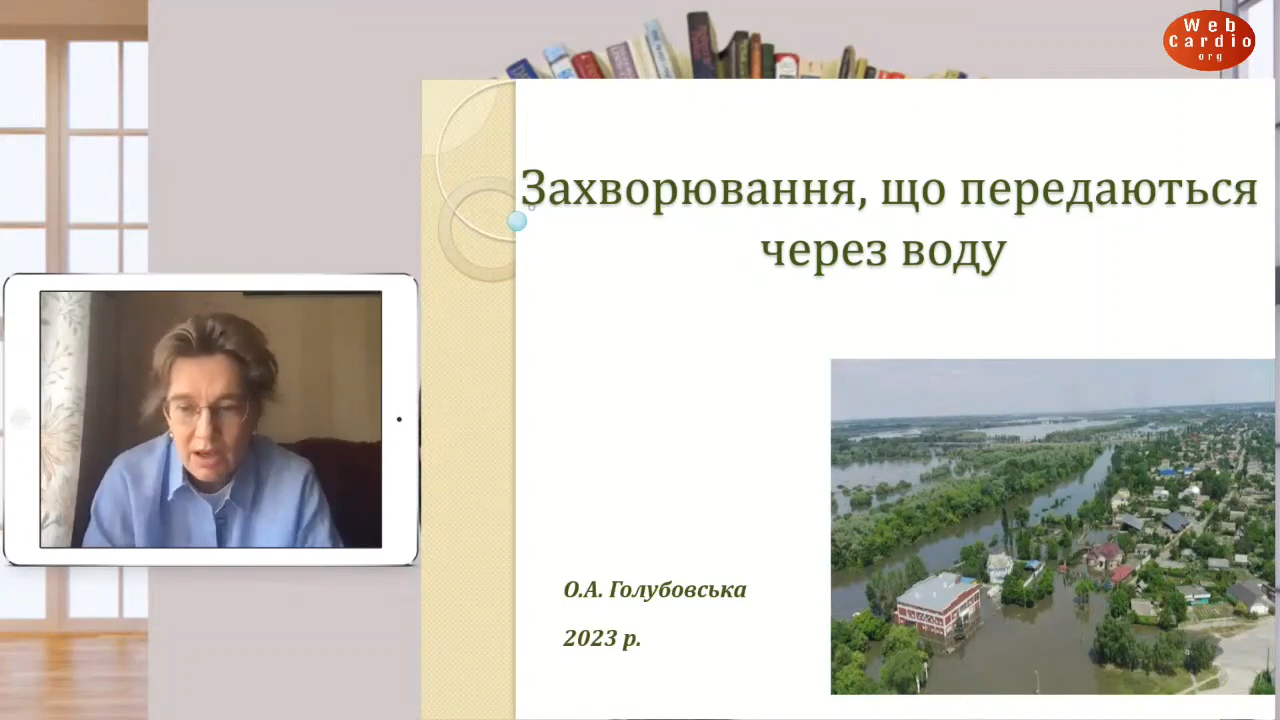 Web
Cardio
org
Захворювання, що передаються
через воду
О.А. Голубовська
2023 р.